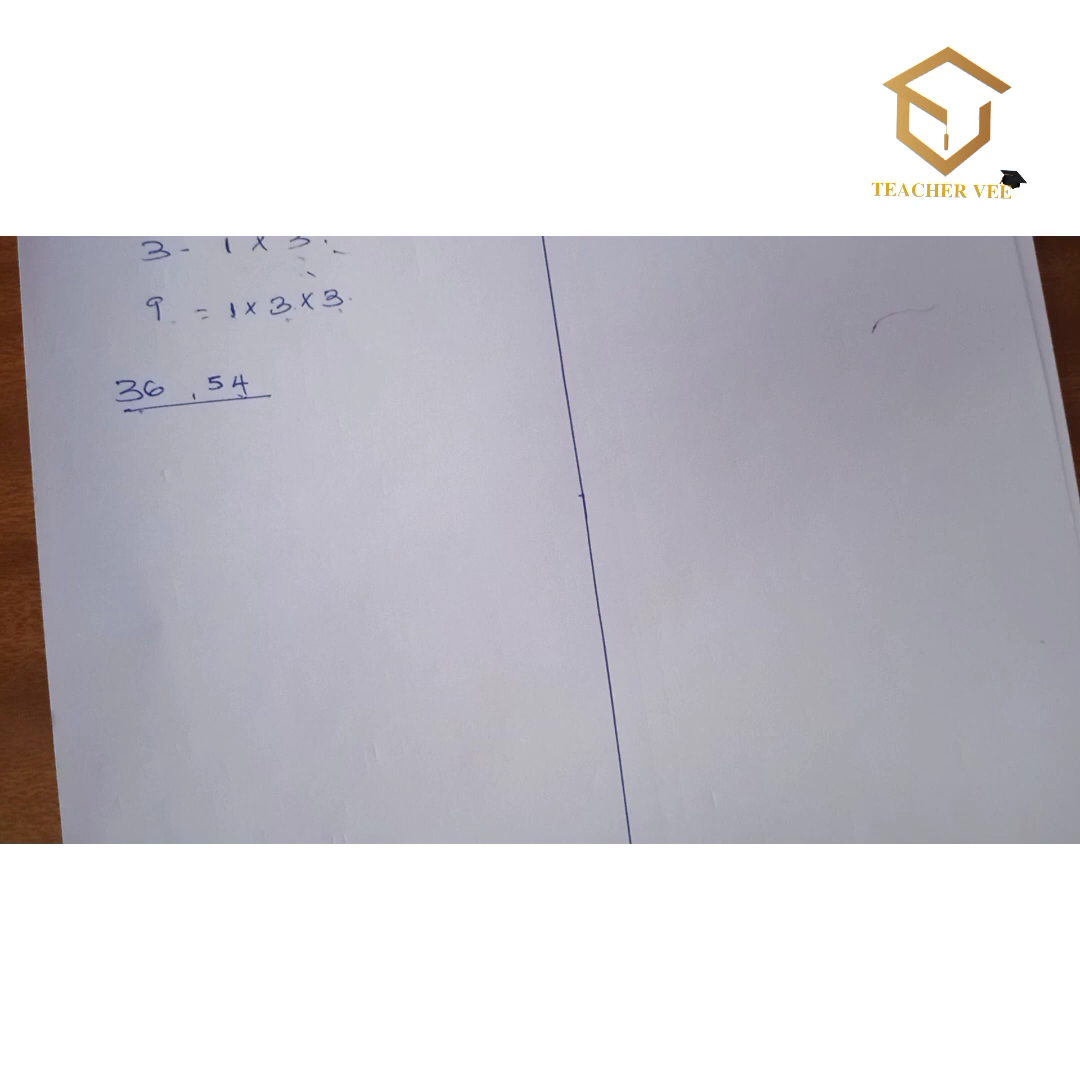 TEACHER VEE
3 - 1 x 3.
9. = 1 x 3 x 3.
36 , 54